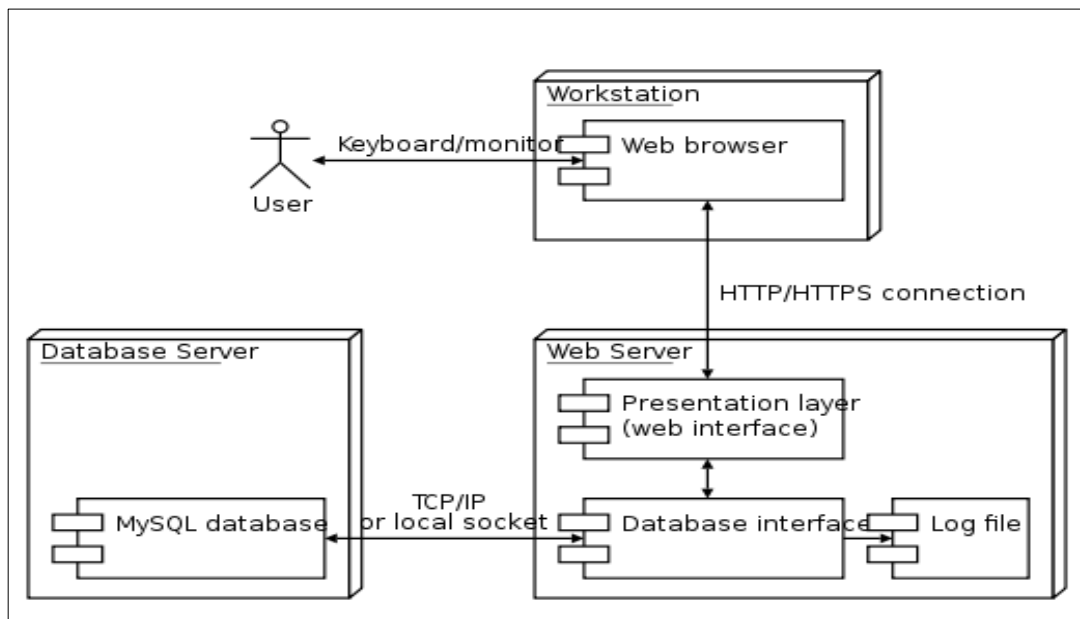 Workstation
Keyboard/monitor
Web browser
User
HTTP/HTTPS connection
Database Server
Web Server
Presentation layer
(web interface)
TCP/IP
or local socket
MySQL database
Database interface
Log file